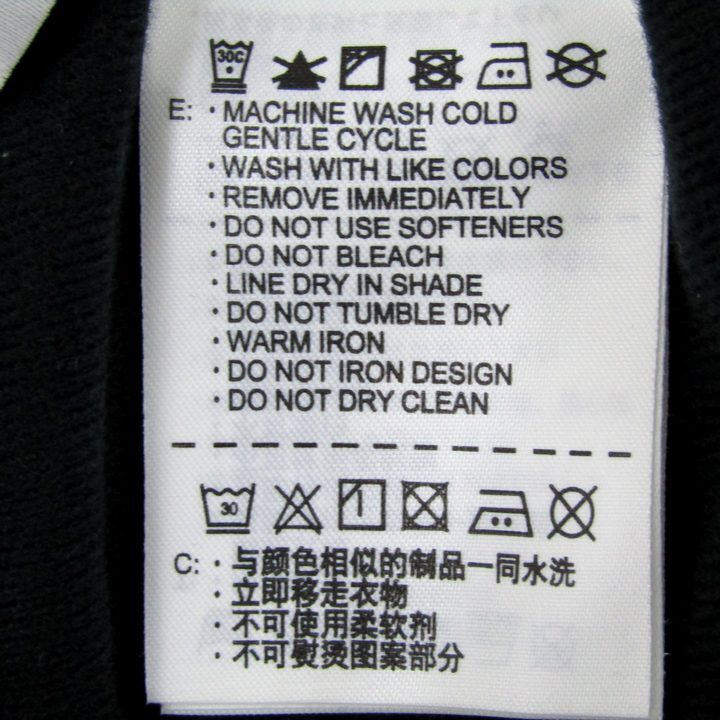 30C
E: · MACHINE WASH COLD
GENTLE CYCLE
· WASH WITH LIKE COLORS
· REMOVE IMMEDIATELY
· DO NOT USE SOFTENERS
· DO NOT BLEACH
· LINE DRY IN SHADE
· DO NOT TUMBLE DRY
· WARM IRON
· DO NOT IRON DESIGN
· DO NOT DRY CLEAN
30
C: · 与颜色相似的制品一同水洗
· 立即移走衣物
· 不可使用柔软剂
· 不可熨烫图案部分